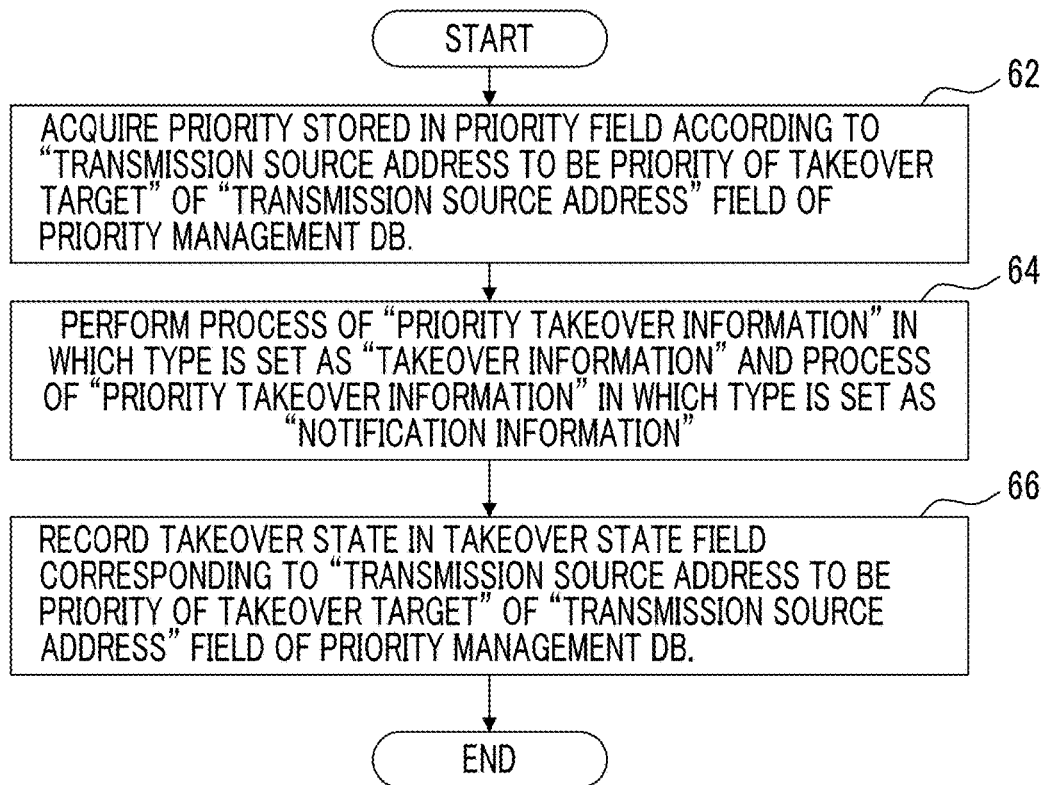 START
62
ACQUIRE PRIORITY STORED IN PRIORITY FIELD ACCORDING TO
“TRANSMISSION SOURCE ADDRESS TO BE PRIORITY OF TAKEOVER
TARGET” OF “TRANSMISSION SOURCE ADDRESS” FIELD OF
PRIORITY MANAGEMENT DB.
64
PERFORM PROCESS OF “PRIORITY TAKEOVER INFORMATION” IN
WHICH TYPE IS SET AS “TAKEOVER INFORMATION” AND PROCESS
OF “PRIORITY TAKEOVER INFORMATION” IN WHICH TYPE IS SET AS
“NOTIFICATION INFORMATION”
66
RECORD TAKEOVER STATE IN TAKEOVER STATE FIELD
CORRESPONDING TO “TRANSMISSION SOURCE ADDRESS TO BE
PRIORITY OF TAKEOVER TARGET” OF “TRANSMISSION SOURCE
ADDRESS” FIELD OF PRIORITY MANAGEMENT DB.
END